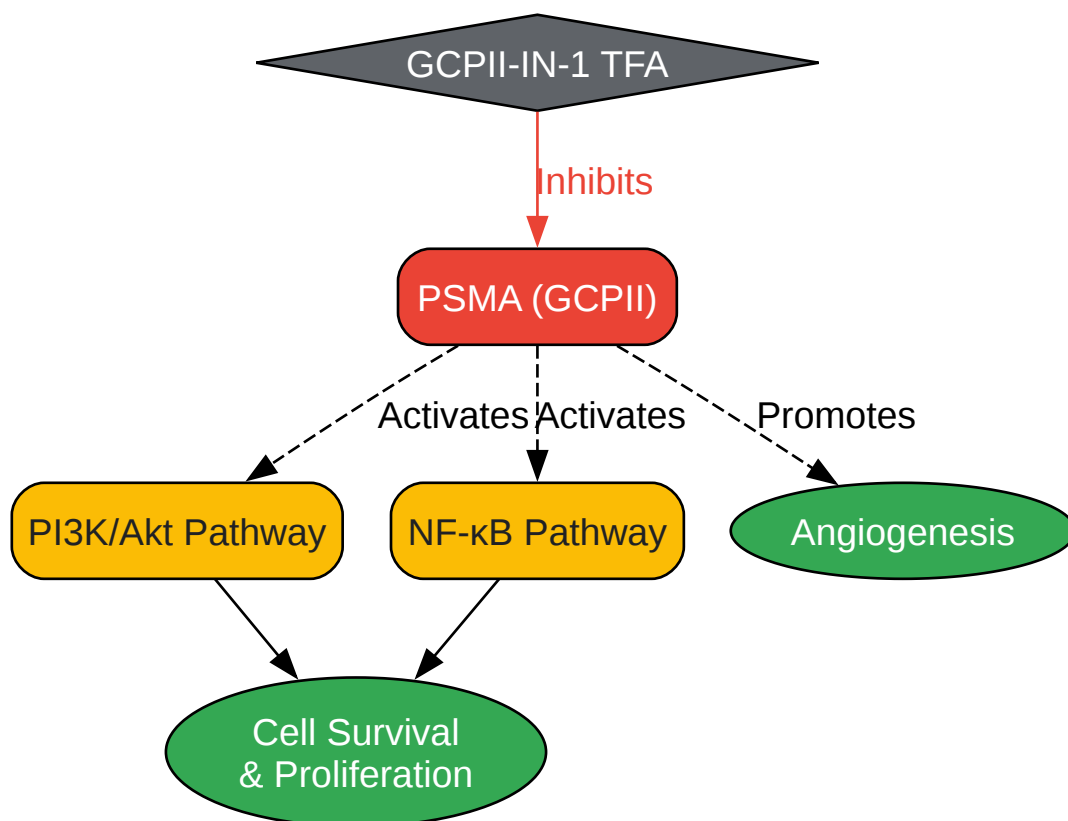 GCPII-IN-1 TFA
Inhibits
PSMA (GCPII)
Activates
Activates
Promotes
PI3K/Akt Pathway
NF-κB Pathway
Angiogenesis
Cell Survival
& Proliferation